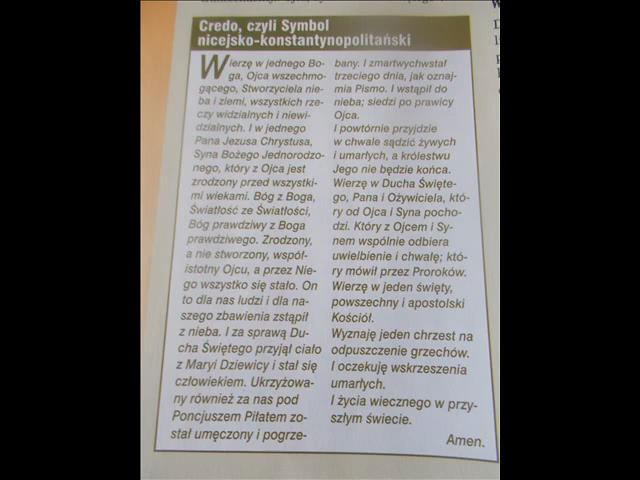 Credo, czyli Symbol
nicejsko-konstantynopolitański
Wierzę w jednego Bo-
ga, Ojca wszechmo-
gącego, Stworzyciela nie-
ba i ziemi, wszystkich rze-
czy widzialnych i niewi-
dzialnych. I w jednego
Pana Jezusa Chrystusa,
Syna Bożego Jednorodzo-
nego, który z Ojca jest
zrodzony przed wszystki-
mi wiekami. Bóg z Boga,
Światłość ze Światłości,
Bóg prawdziwy z Boga
prawdziwego. Zrodzony,
a nie stworzony, współ-
istotny Ojcu, a przez Nie-
go wszystko się stało. On
to dla nas ludzi i dla na-
szego zbawienia zstąpił
z nieba. I za sprawą Du-
cha Świętego przyjął ciało
z Maryi Dziewicy i stał się
człowiekiem. Ukrzyżowa-
ny również za nas pod
Poncjuszem Piłatem zo-
stał umęczony i pogrze-
bany. I zmartwychwstał
trzeciego dnia, jak oznaj-
mia Pismo. I wstąpił do
nieba; siedzi po prawicy
Ojca.
I powtórnie przyjdzie
w chwale sądzić żywych
i umarłych, a królestwu
Jego nie będzie końca.
Wierzę w Ducha Święte-
go, Pana i Ożywiciela, któ-
ry od Ojca i Syna pocho-
dzi. Który z Ojcem i Sy-
nem wspólnie odbiera
uwielbienie i chwałę; któ-
ry mówił przez Proroków.
Wierzę w jeden święty,
powszechny i apostolski
Kościół.
Wyznaję jeden chrzest na
odpuszczenie grzechów.
I oczekuję wskrzeszenia
umarłych.
I życia wiecznego w przy-
szłym świecie.
Amen.